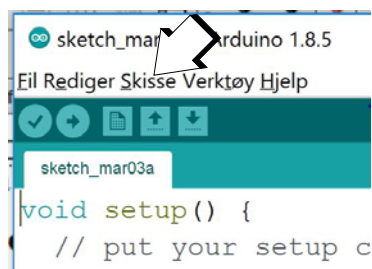 sketch_mar Arduino 1.8.5
Fil Rediger Skisse Verktøy Hjelp
sketch_mar03a
void setup() {
// put your setup c